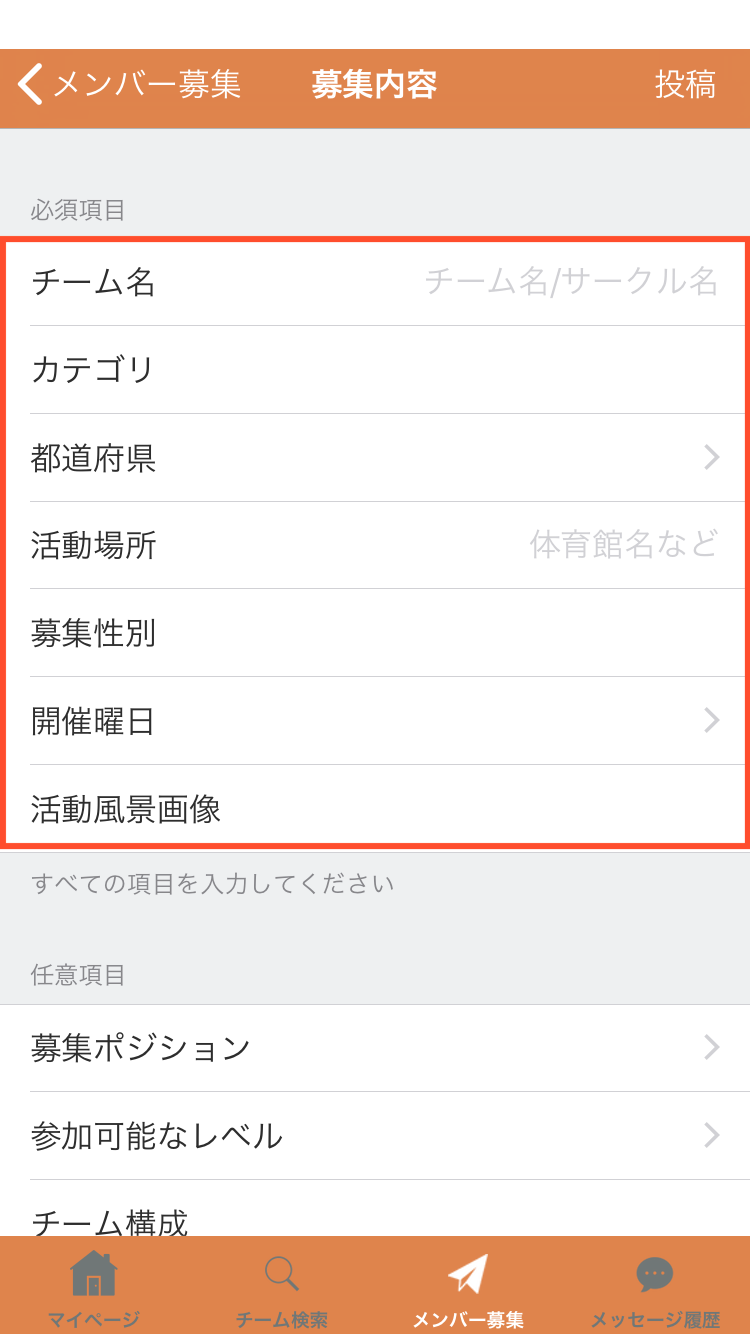 メンバー募集 募集内容 投稿
必須項目
チーム名 チーム名/サークル名
カテゴリ
都道府県
活動場所 体育館名など
募集性別
開催曜日
活動風景画像
すべての項目を入力してください
任意項目
募集ポジション
参加可能なレベル
チーム構成
マイページ チーム検索 メンバー募集 メッセージ履歴